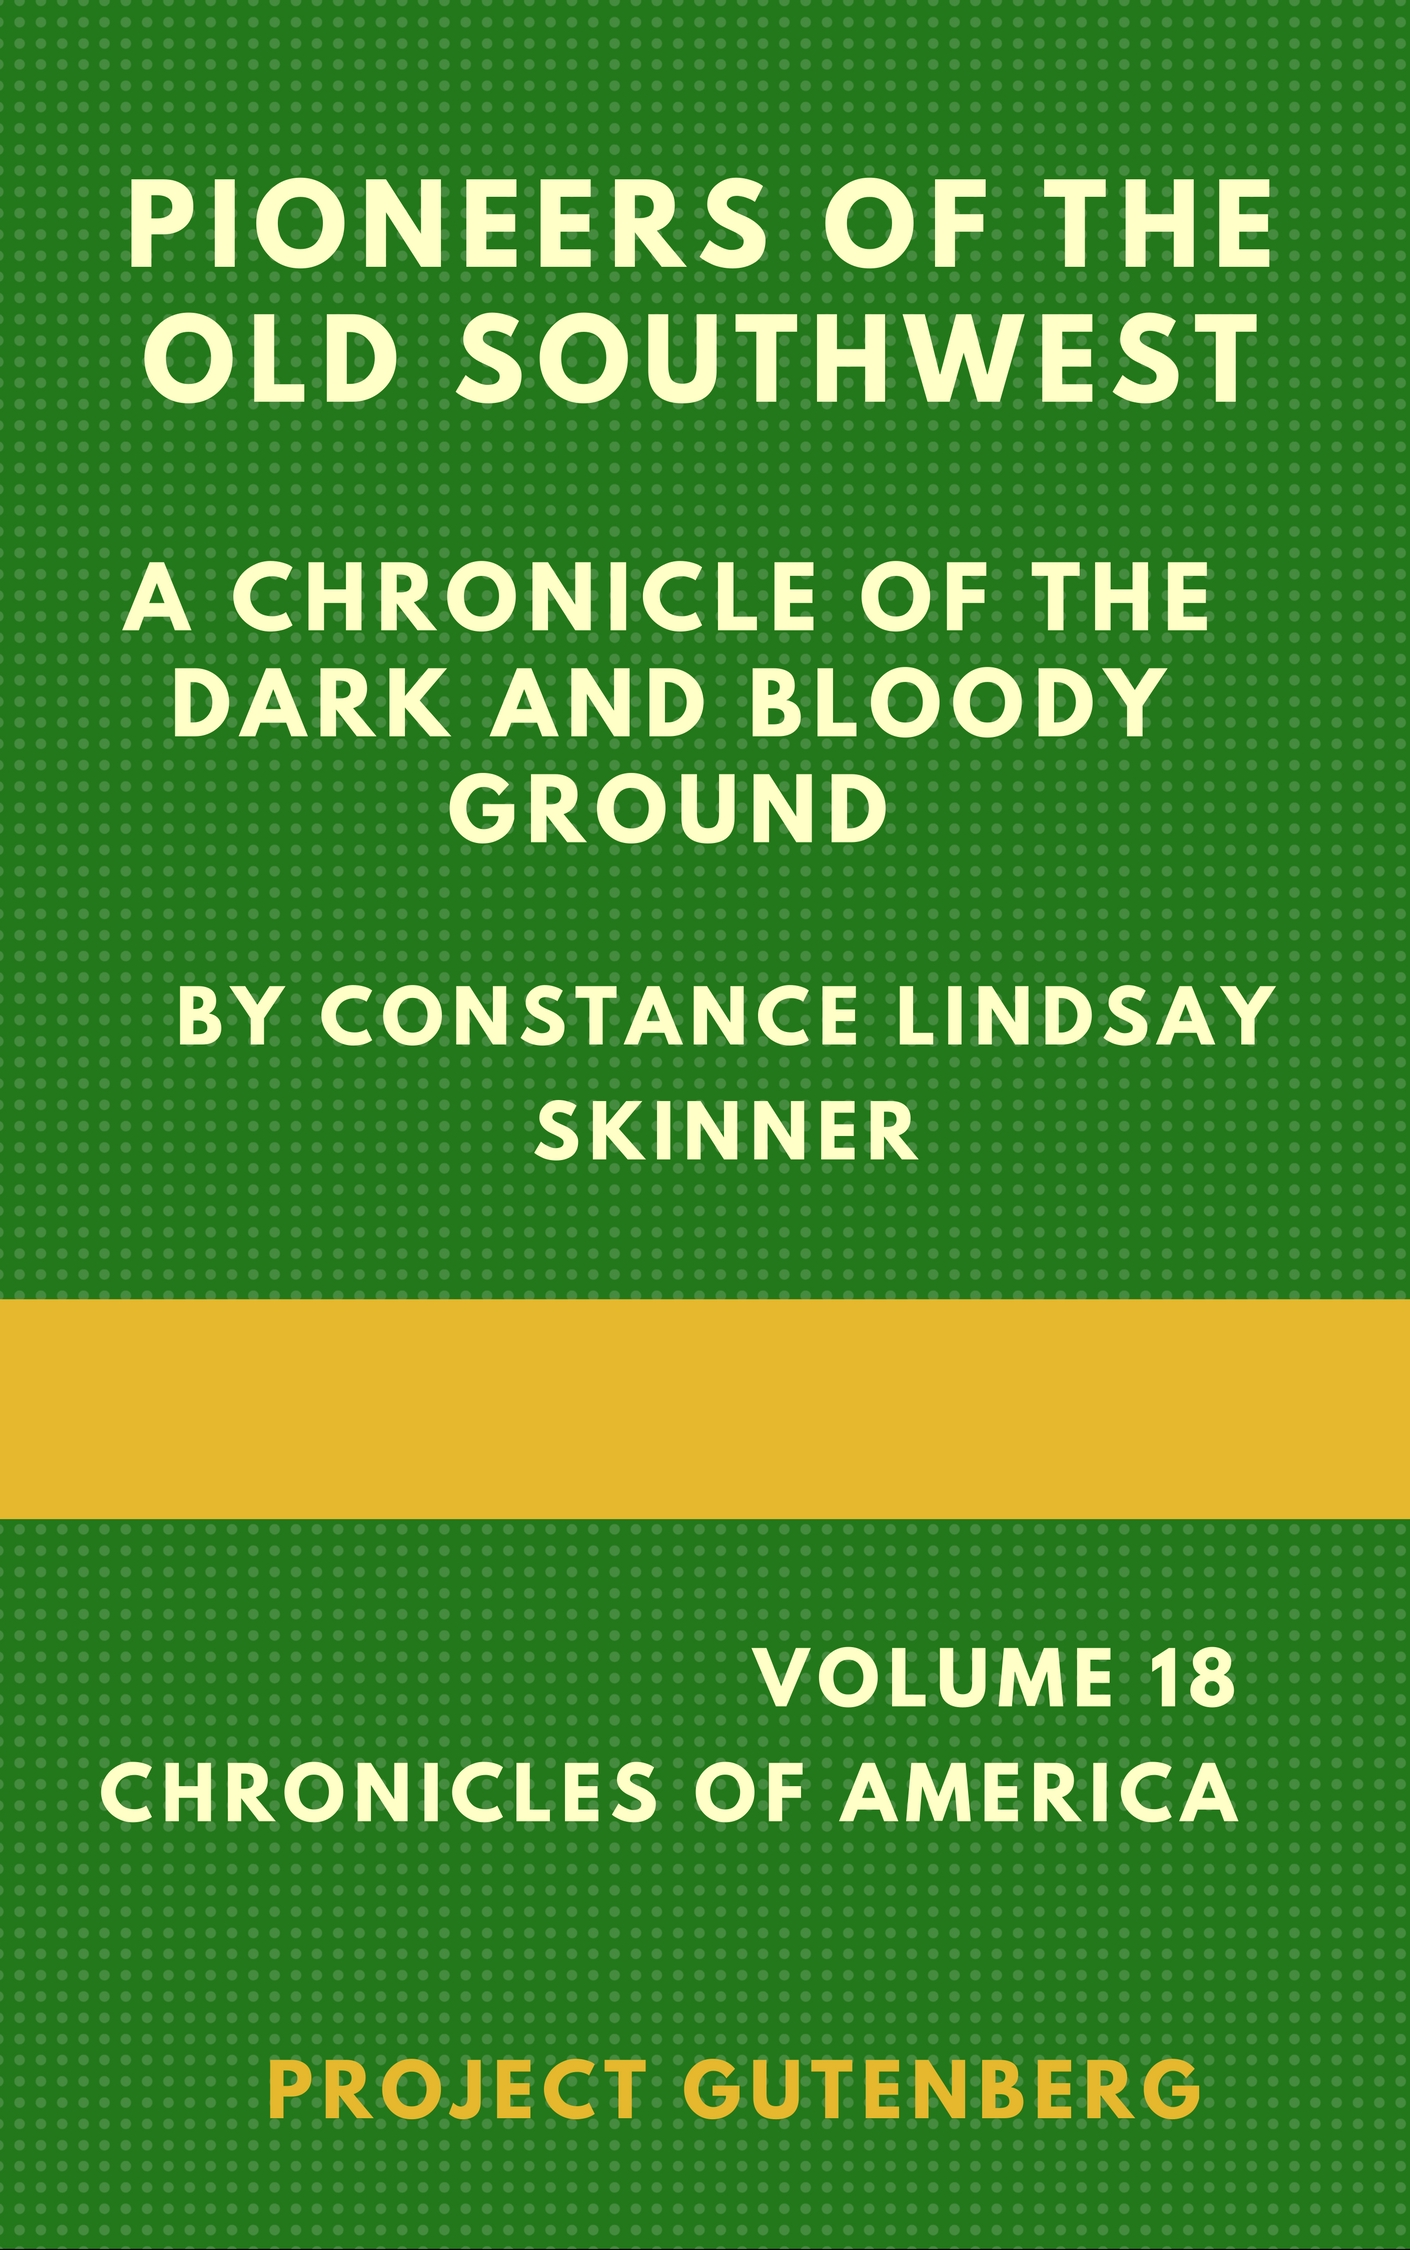 PIONEERS OF THE
OLD SOUTHWEST
A CHRONICLE OF THE
DARK AND BLOODY
GROUND
BY CONSTANCE LINDSAY
SKINNER
VOLUME 18
CHRONICLES OF AMERICA
PROJECT GUTENBERG